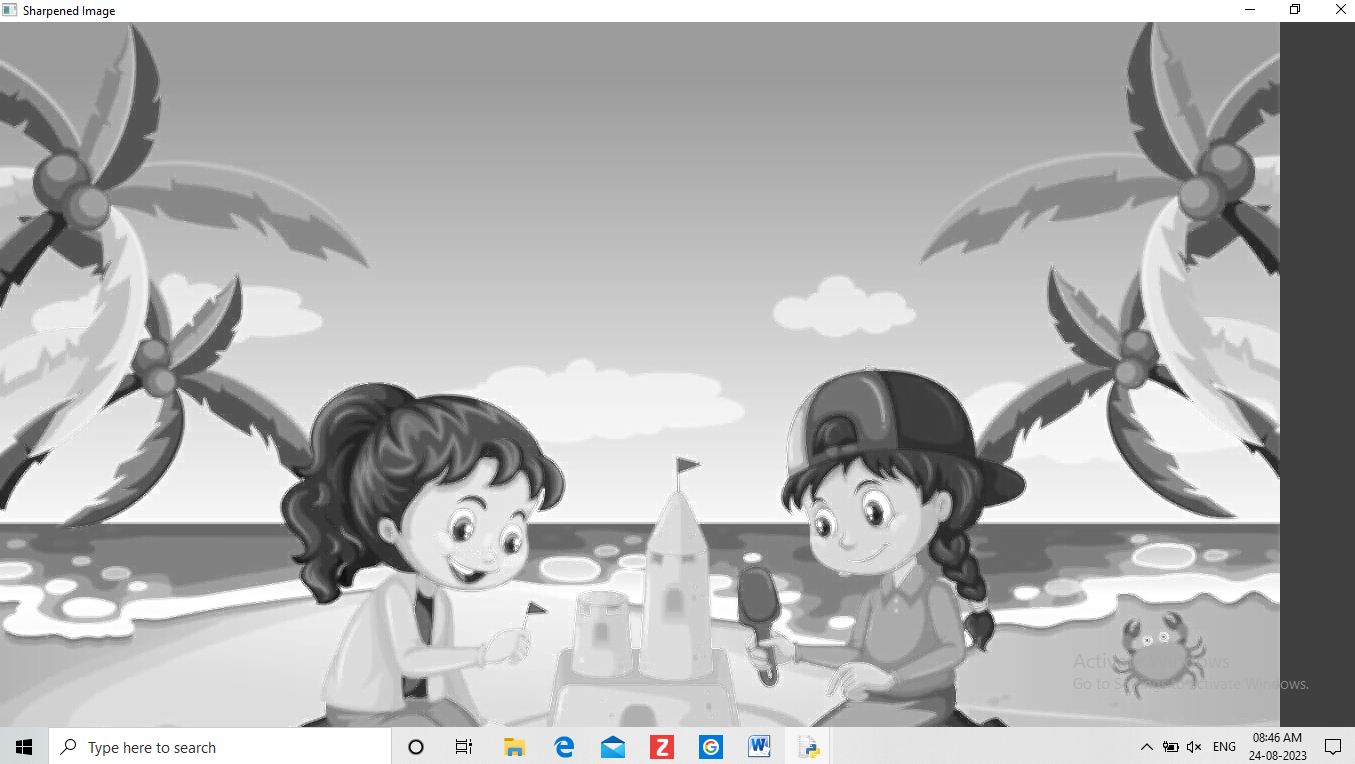 Sharpened Image
Activate Windows
Go to Settings to activate Windows.
Type here to search
ENG
08:46 AM
24-08-2023